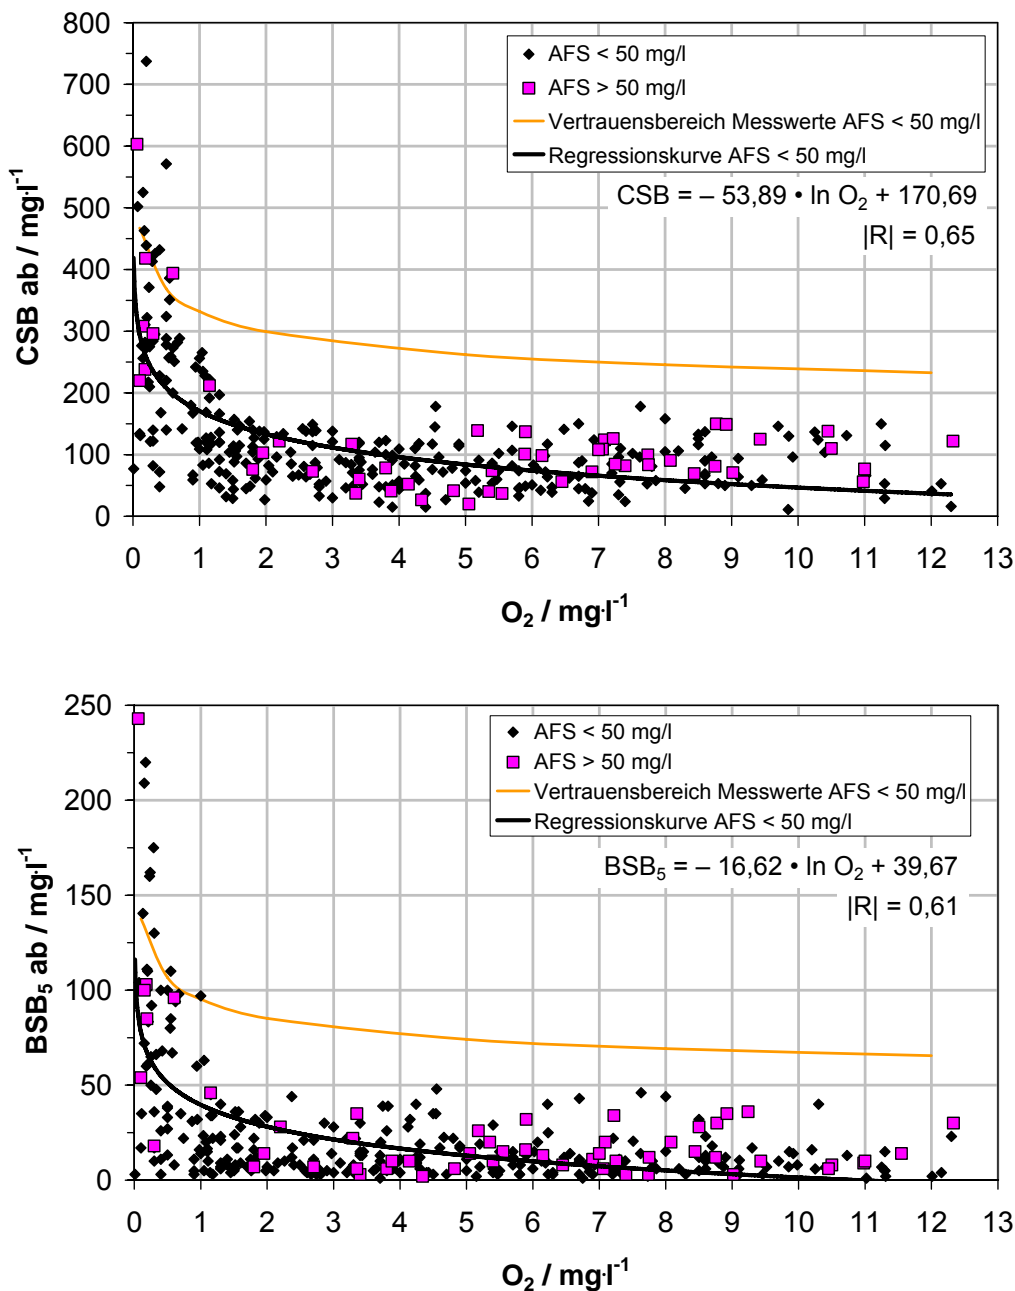 800
700
600
500
400
300
200
100
0
CSB ab / mg·l⁻¹
AFS < 50 mg/l
AFS > 50 mg/l
Vertrauensbereich Messwerte AFS < 50 mg/l
Regressionskurve AFS < 50 mg/l
CSB = – 53,89 • ln O₂ + 170,69
|R| = 0,65
0 1 2 3 4 5 6 7 8 9 10 11 12 13
O₂ / mg·l⁻¹
250
200
150
100
50
0
BSB₅ ab / mg·l⁻¹
AFS < 50 mg/l
AFS > 50 mg/l
Vertrauensbereich Messwerte AFS < 50 mg/l
Regressionskurve AFS < 50 mg/l
BSB₅ = – 16,62 • ln O₂ + 39,67
|R| = 0,61
0 1 2 3 4 5 6 7 8 9 10 11 12 13
O₂ / mg·l⁻¹